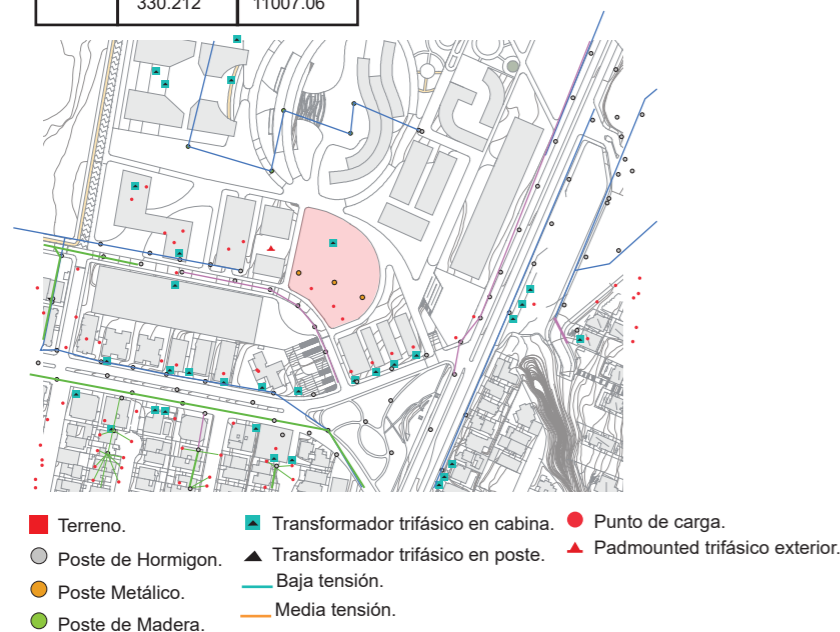 330.212 11007.06
Terreno.
Poste de Hormigon.
Poste Metálico.
Poste de Madera.
Transformador trifásico en cabina.
Transformador trifásico en poste.
Baja tensión.
Media tensión.
Punto de carga.
Padmounted trifásico exterior.